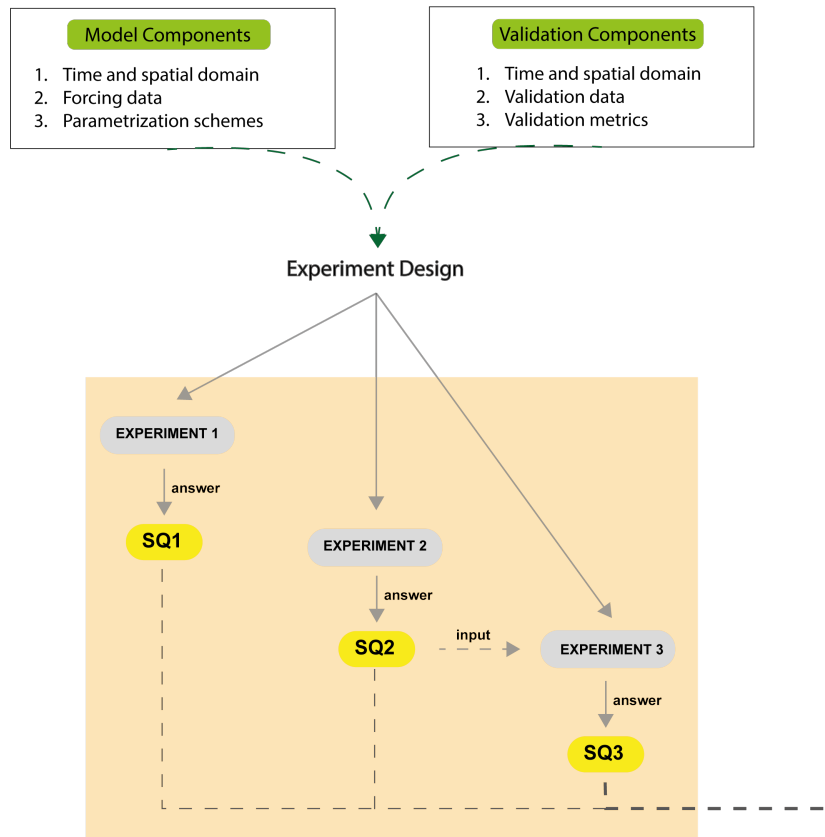 Model Components
1. Time and spatial domain
2. Forcing data
3. Parametrization schemes
Validation Components
1. Time and spatial domain
2. Validation data
3. Validation metrics
Experiment Design
EXPERIMENT 1
answer
SQ1
EXPERIMENT 2
answer
SQ2
input
EXPERIMENT 3
answer
SQ3